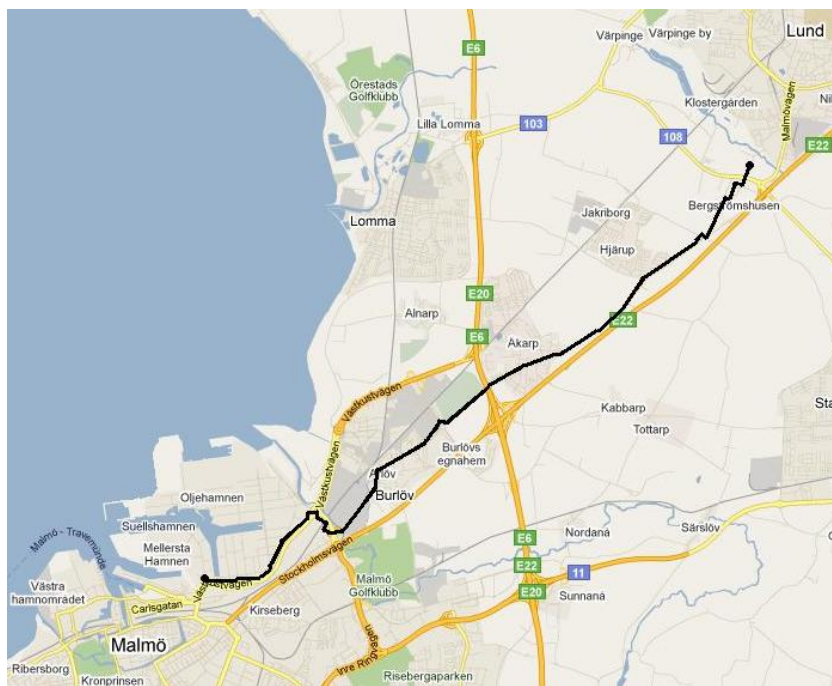 E6
Värpinge by
Lund
Värpinge
Örestads
Golfklubb
Klostergården
Malmövägen
Lilla Lomma
103
108
E22
Bergströmshusen
Jakriborg
Lomma
Hjärup
E20
Alnarp
E22
E6
Åkarp
Västkustvägen
Kabbarp
Tottarp
Sta
Burlövs
egnahem
Arlöv
Burlöv
Västkustvägen
Oljehamnen
Suellshamnen
Malmö - Travemünde
Mellersta
Hamnen
Stockholmsvägen
Nordanå
Särslöv
E6
E22
E20
11
Sunnanå
Västkustvägen
Malmö
Golfklubb
Västra
hamnområdet
Carlsgatan
Kirseberg
Malmö
Inre Ringvägen
Ribersborg
Kronprinsen
Risebergaparken